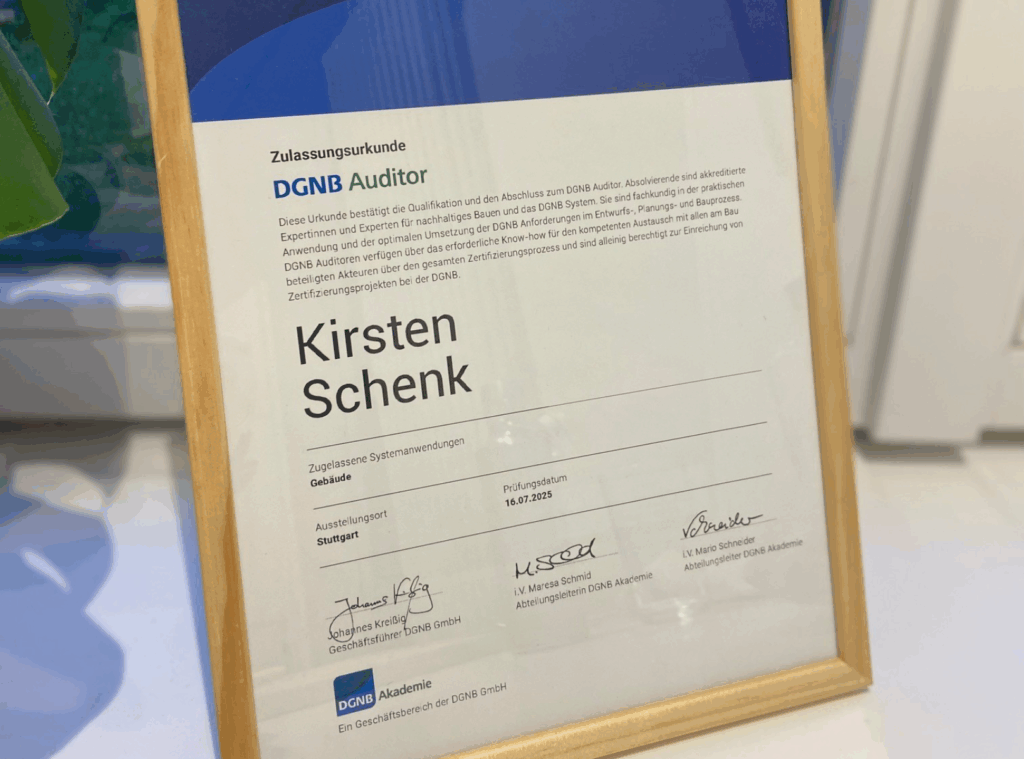 Zulassungsurkunde
DGNB Auditor
Diese Urkunde bestätigt die Qualifikation und den Abschluss zum DGNB Auditor. Absolvierende sind akkreditierte
Expertinnen und Experten für nachhaltiges Bauen und das DGNB System. Sie sind fachkundig in der praktischen
Anwendung und der optimalen Umsetzung der DGNB Anforderungen im Entwurfs-, Planungs- und Bauprozess.
DGNB Auditoren verfügen über das erforderliche Know-how für den kompetenten Austausch mit allen am Bau
beteiligten Akteuren über den gesamten Zertifizierungsprozess und sind alleinig berechtigt zur Einreichung von
Zertifizierungsprojekten bei der DGNB.
Kirsten
Schenk
Zugelassene Systemanwendungen
Gebäude
Ausstellungsort
Stuttgart
Prüfungsdatum
16.07.2025
Johannes Kreißig
Johannes Kreißig
Geschäftsführer DGNB GmbH
M. Schmid
i.V. Maresa Schmid
Abteilungsleiterin DGNB Akademie
Schneider
i.V. Mario Schneider
Abteilungsleiter DGNB Akademie
DGNB Akademie
Ein Geschäftsbereich der DGNB GmbH